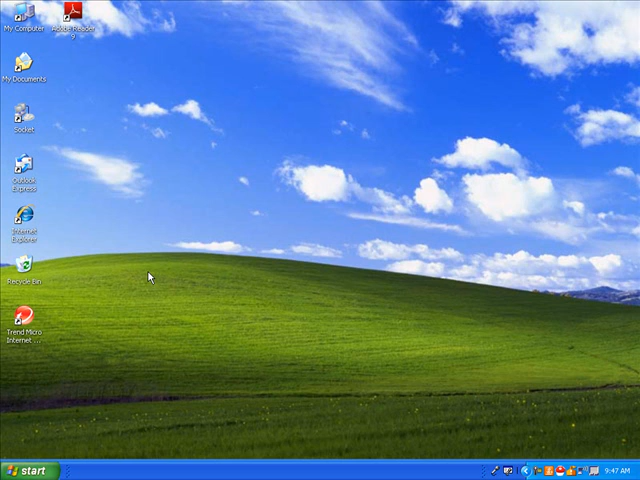 My Computer
Adobe Reader
9
My Documents
Socket
Outlook
Express
Internet
Explorer
Recycle Bin
Trend Micro
Internet ...
start
9:47 AM